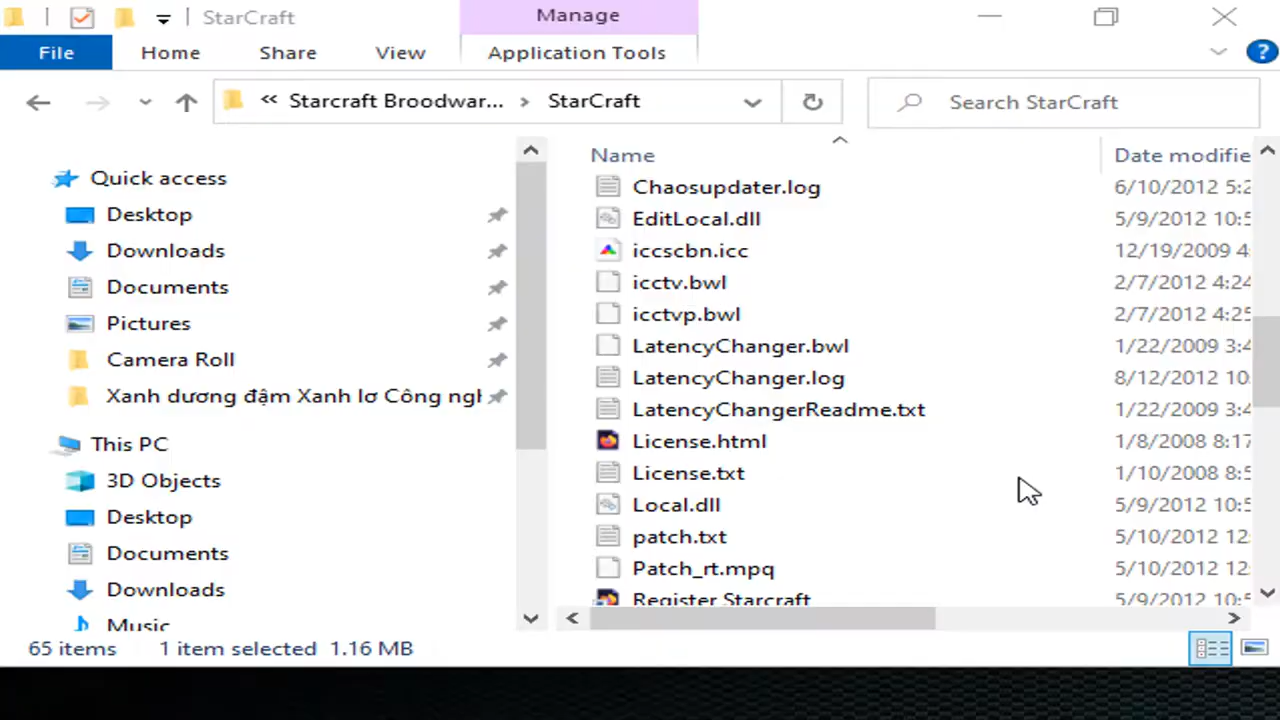 StarCraft
Manage
File
Home
Share
View
Application Tools
?
« Starcraft Broodwar... › StarCraft
Search StarCraft
Quick access
Desktop
Downloads
Documents
Pictures
Camera Roll
Xanh dương đậm Xanh lơ Công ngl
This PC
3D Objects
Desktop
Documents
Downloads
Music
Name
Date modifie
Chaosupdater.log 6/10/2012 5:2
EditLocal.dll 5/9/2012 10:5
iccscbn.icc 12/19/2009 4:
icctv.bwl 2/7/2012 4:24
icctvp.bwl 2/7/2012 4:25
LatencyChanger.bwl 1/22/2009 3:4
LatencyChanger.log 8/12/2012 10:
LatencyChangerReadme.txt 1/22/2009 3:4
License.html 1/8/2008 8:17
License.txt 1/10/2008 8:5
Local.dll 5/9/2012 10:5
patch.txt 5/10/2012 12:
Patch_rt.mpq 5/10/2012 12:
Register Starcraft 5/9/2012 10:5
65 items 1 item selected 1.16 MB